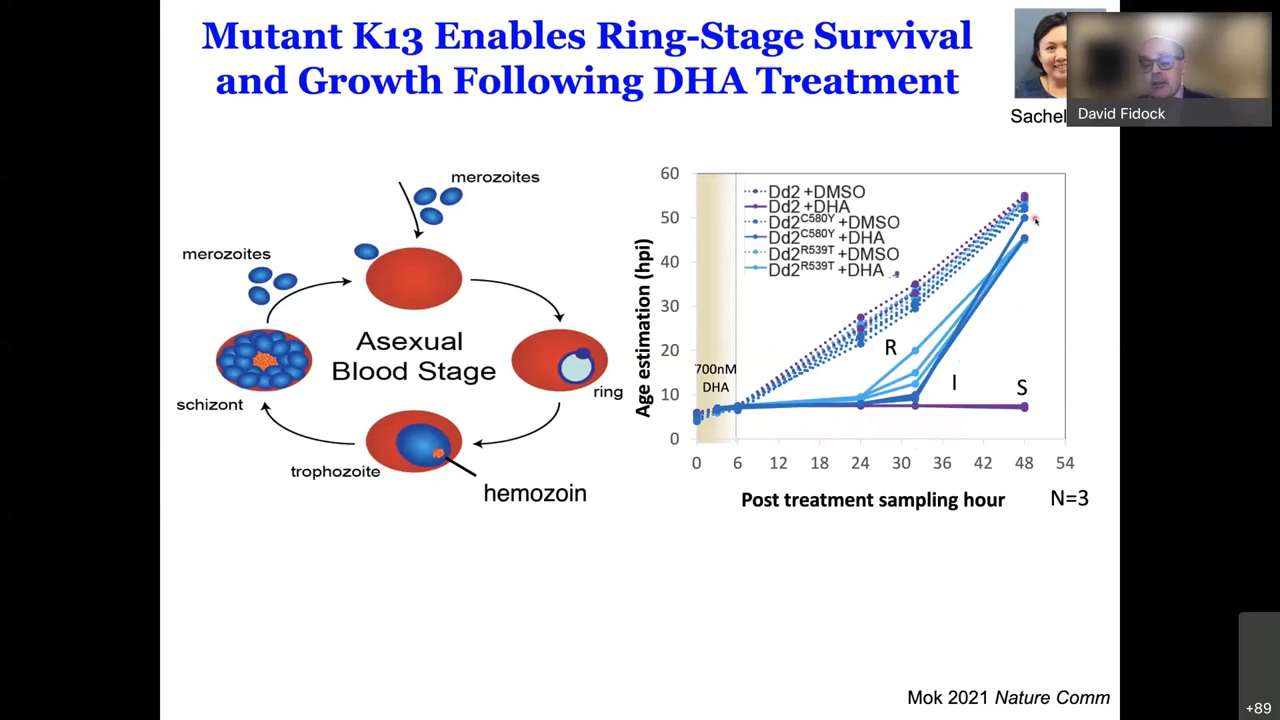 Mutant K13 Enables Ring-Stage Survival
and Growth Following DHA Treatment
Sachel
David Fidock
merozoites
merozoites
Asexual
Blood Stage
ring
schizont
trophozoite
hemozoin
60
50
40
30
20
10
0
Age estimation (hpi)
Dd2 +DMSO
Dd2 +DHA
Dd2C580Y +DMSO
Dd2C580Y +DHA
Dd2R539T +DMSO
Dd2R539T +DHA
700nM
DHA
R
I
S
0 6 12 18 24 30 36 42 48 54
Post treatment sampling hour
N=3
Mok 2021 Nature Comm
+89